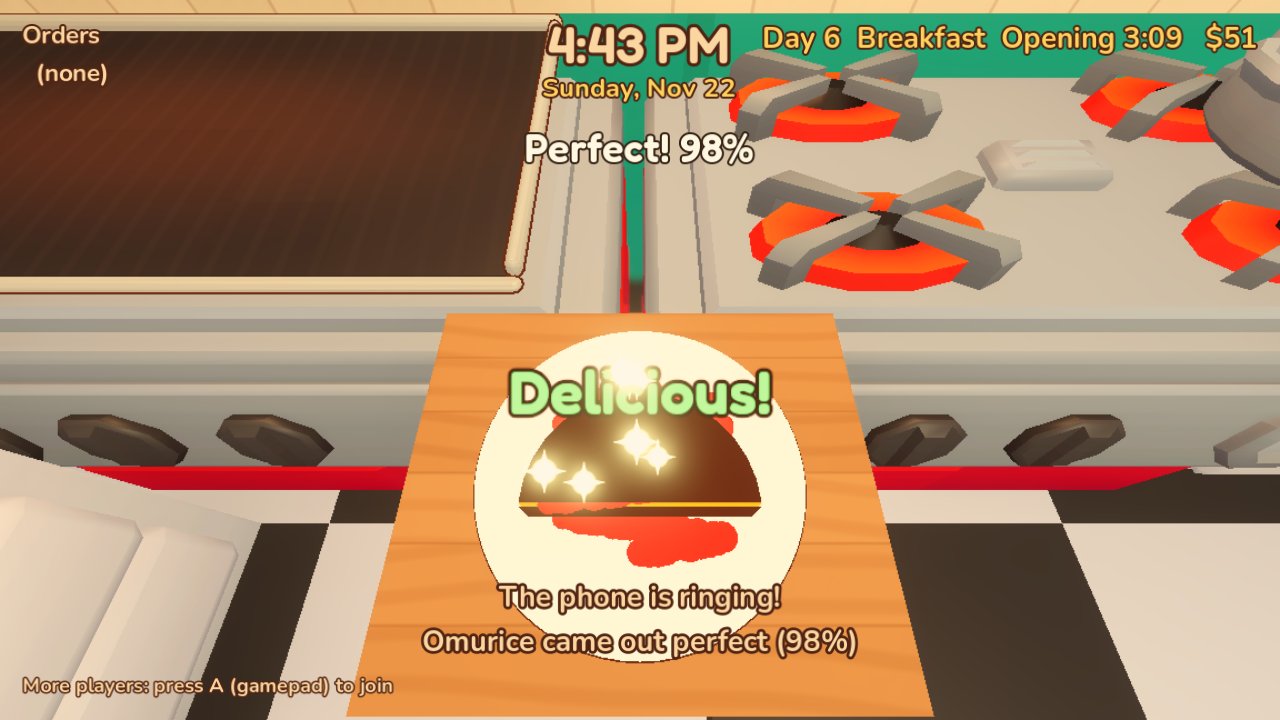 Orders
(none)
4:43 PM
Sunday, Nov 22
Day 6 Breakfast Opening 3:09 $51
Perfect! 98%
Delicious!
The phone is ringing!
Omurice came out perfect (98%)
More players: press A (gamepad) to join